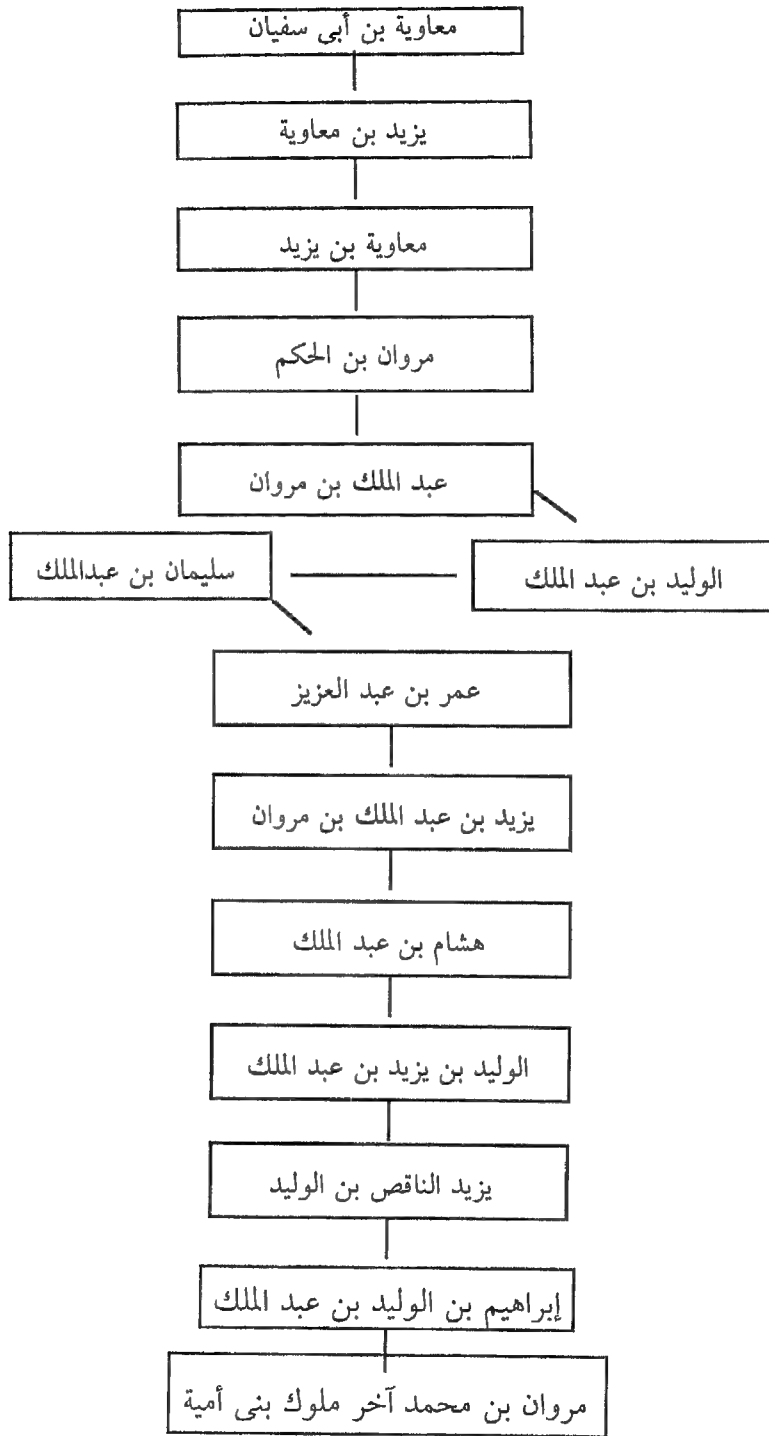 معاوية بن أبى سفيان
يزيد بن معاوية
معاوية بن يزيد
مروان بن الحكم
عبد الملك بن مروان
الوليد بن عبد الملك
سليمان بن عبدالملك
عمر بن عبد العزيز
يزيد بن عبد الملك بن مروان
هشام بن عبد الملك
الوليد بن يزيد بن عبد الملك
يزيد الناقص بن الوليد
إبراهيم بن الوليد بن عبد الملك
مروان بن محمد آخر ملوك بنى أمية